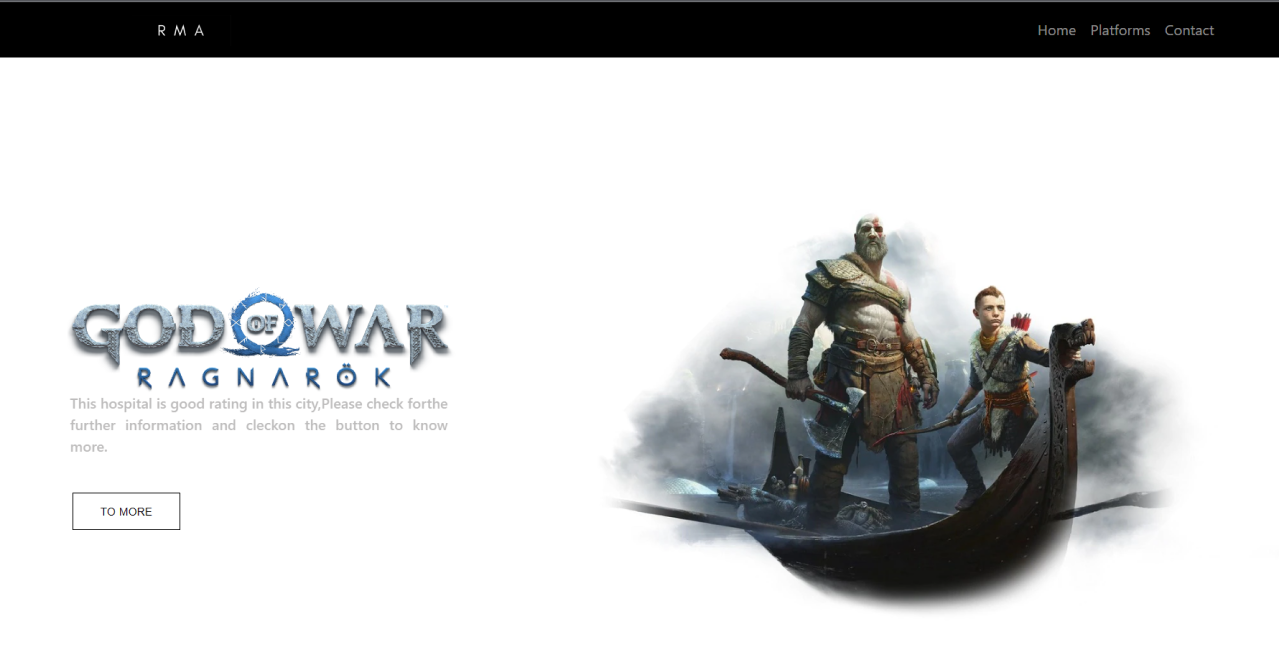 RMA
Home Platforms Contact
GOD OF WAR
RAGNARÖK
This hospital is good rating in this city,Please check forthe
further information and cleckon the button to know
more.
TO MORE